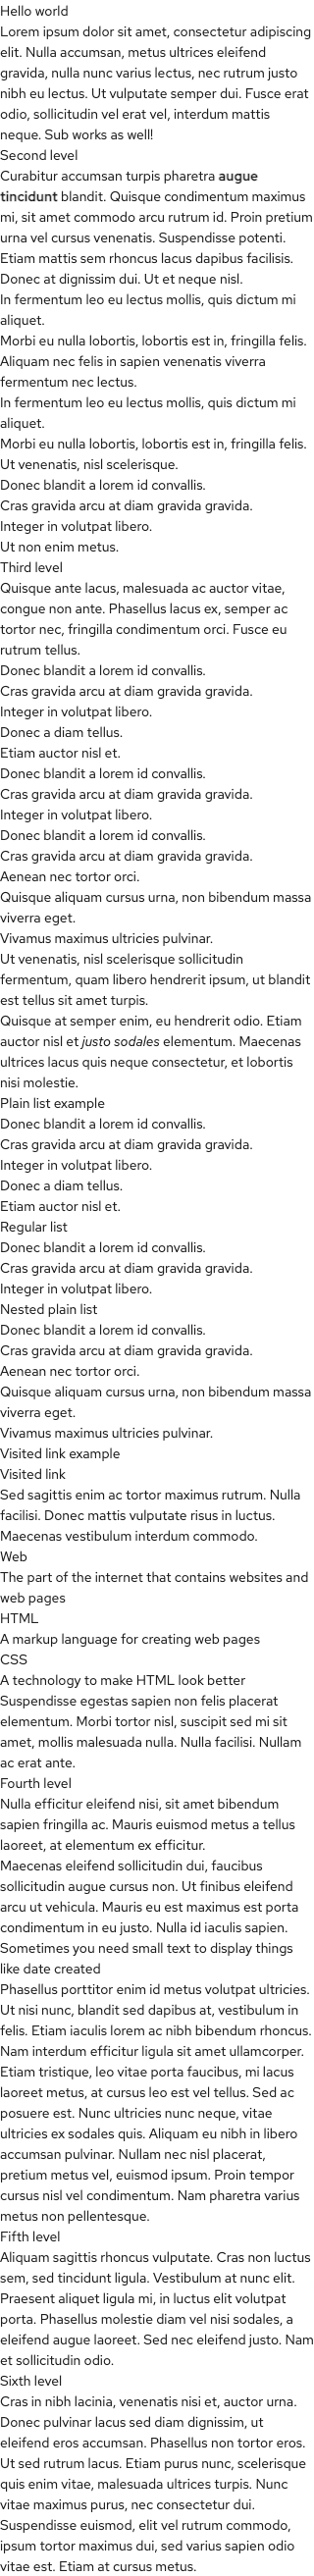 Hello world
Lorem ipsum dolor sit amet, consectetur adipiscing
elit. Nulla accumsan, metus ultrices eleifend
gravida, nulla nunc varius lectus, nec rutrum justo
nibh eu lectus. Ut vulputate semper dui. Fusce erat
odio, sollicitudin vel erat vel, interdum mattis
neque. Sub works as well!
Second level
Curabitur accumsan turpis pharetra augue
tincidunt blandit. Quisque condimentum maximus
mi, sit amet commodo arcu rutrum id. Proin pretium
urna vel cursus venenatis. Suspendisse potenti.
Etiam mattis sem rhoncus lacus dapibus facilisis.
Donec at dignissim dui. Ut et neque nisl.
In fermentum leo eu lectus mollis, quis dictum mi
aliquet.
Morbi eu nulla lobortis, lobortis est in, fringilla felis.
Aliquam nec felis in sapien venenatis viverra
fermentum nec lectus.
In fermentum leo eu lectus mollis, quis dictum mi
aliquet.
Morbi eu nulla lobortis, lobortis est in, fringilla felis.
Ut venenatis, nisl scelerisque.
Donec blandit a lorem id convallis.
Cras gravida arcu at diam gravida gravida.
Integer in volutpat libero.
Ut non enim metus.
Third level
Quisque ante lacus, malesuada ac auctor vitae,
congue non ante. Phasellus lacus ex, semper ac
tortor nec, fringilla condimentum orci. Fusce eu
rutrum tellus.
Donec blandit a lorem id convallis.
Cras gravida arcu at diam gravida gravida.
Integer in volutpat libero.
Donec a diam tellus.
Etiam auctor nisl et.
Donec blandit a lorem id convallis.
Cras gravida arcu at diam gravida gravida.
Integer in volutpat libero.
Donec blandit a lorem id convallis.
Cras gravida arcu at diam gravida gravida.
Aenean nec tortor orci.
Quisque aliquam cursus urna, non bibendum massa
viverra eget.
Vivamus maximus ultricies pulvinar.
Ut venenatis, nisl scelerisque sollicitudin
fermentum, quam libero hendrerit ipsum, ut blandit
est tellus sit amet turpis.
Quisque at semper enim, eu hendrerit odio. Etiam
auctor nisl et justo sodales elementum. Maecenas
ultrices lacus quis neque consectetur, et lobortis
nisi molestie.
Plain list example
Donec blandit a lorem id convallis.
Cras gravida arcu at diam gravida gravida.
Integer in volutpat libero.
Donec a diam tellus.
Etiam auctor nisl et.
Regular list
Donec blandit a lorem id convallis.
Cras gravida arcu at diam gravida gravida.
Integer in volutpat libero.
Nested plain list
Donec blandit a lorem id convallis.
Cras gravida arcu at diam gravida gravida.
Aenean nec tortor orci.
Quisque aliquam cursus urna, non bibendum massa
viverra eget.
Vivamus maximus ultricies pulvinar.
Visited link example
Visited link
Sed sagittis enim ac tortor maximus rutrum. Nulla
facilisi. Donec mattis vulputate risus in luctus.
Maecenas vestibulum interdum commodo.
Web
The part of the internet that contains websites and
web pages
HTML
A markup language for creating web pages
CSS
A technology to make HTML look better
Suspendisse egestas sapien non felis placerat
elementum. Morbi tortor nisl, suscipit sed mi sit
amet, mollis malesuada nulla. Nulla facilisi. Nullam
ac erat ante.
Fourth level
Nulla efficitur eleifend nisi, sit amet bibendum
sapien fringilla ac. Mauris euismod metus a tellus
laoreet, at elementum ex efficitur.
Maecenas eleifend sollicitudin dui, faucibus
sollicitudin augue cursus non. Ut finibus eleifend
arcu ut vehicula. Mauris eu est maximus est porta
condimentum in eu justo. Nulla id iaculis sapien.
Sometimes you need small text to display things
like date created
Phasellus porttitor enim id metus volutpat ultricies.
Ut nisi nunc, blandit sed dapibus at, vestibulum in
felis. Etiam iaculis lorem ac nibh bibendum rhoncus.
Nam interdum efficitur ligula sit amet ullamcorper.
Etiam tristique, leo vitae porta faucibus, mi lacus
laoreet metus, at cursus leo est vel tellus. Sed ac
posuere est. Nunc ultricies nunc neque, vitae
ultricies ex sodales quis. Aliquam eu nibh in libero
accumsan pulvinar. Nullam nec nisl placerat,
pretium metus vel, euismod ipsum. Proin tempor
cursus nisl vel condimentum. Nam pharetra varius
metus non pellentesque.
Fifth level
Aliquam sagittis rhoncus vulputate. Cras non luctus
sem, sed tincidunt ligula. Vestibulum at nunc elit.
Praesent aliquet ligula mi, in luctus elit volutpat
porta. Phasellus molestie diam vel nisi sodales, a
eleifend augue laoreet. Sed nec eleifend justo. Nam
et sollicitudin odio.
Sixth level
Cras in nibh lacinia, venenatis nisi et, auctor urna.
Donec pulvinar lacus sed diam dignissim, ut
eleifend eros accumsan. Phasellus non tortor eros.
Ut sed rutrum lacus. Etiam purus nunc, scelerisque
quis enim vitae, malesuada ultrices turpis. Nunc
vitae maximus purus, nec consectetur dui.
Suspendisse euismod, elit vel rutrum commodo,
ipsum tortor maximus dui, sed varius sapien odio
vitae est. Etiam at cursus metus.